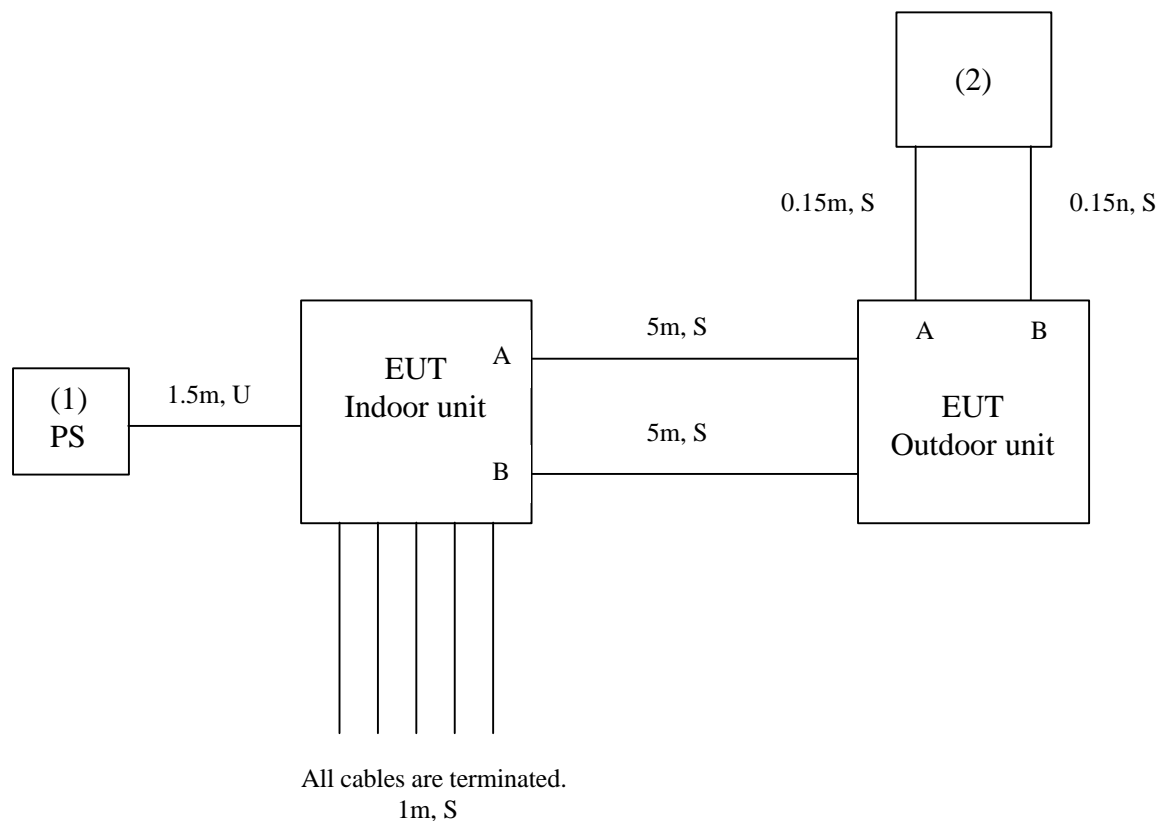 (2)
0.15m, S
0.15n, S
A
B
5m, S
A
EUT
Indoor unit
(1)
PS
1.5m, U
EUT
Outdoor unit
5m, S
B
All cables are terminated.
1m, S